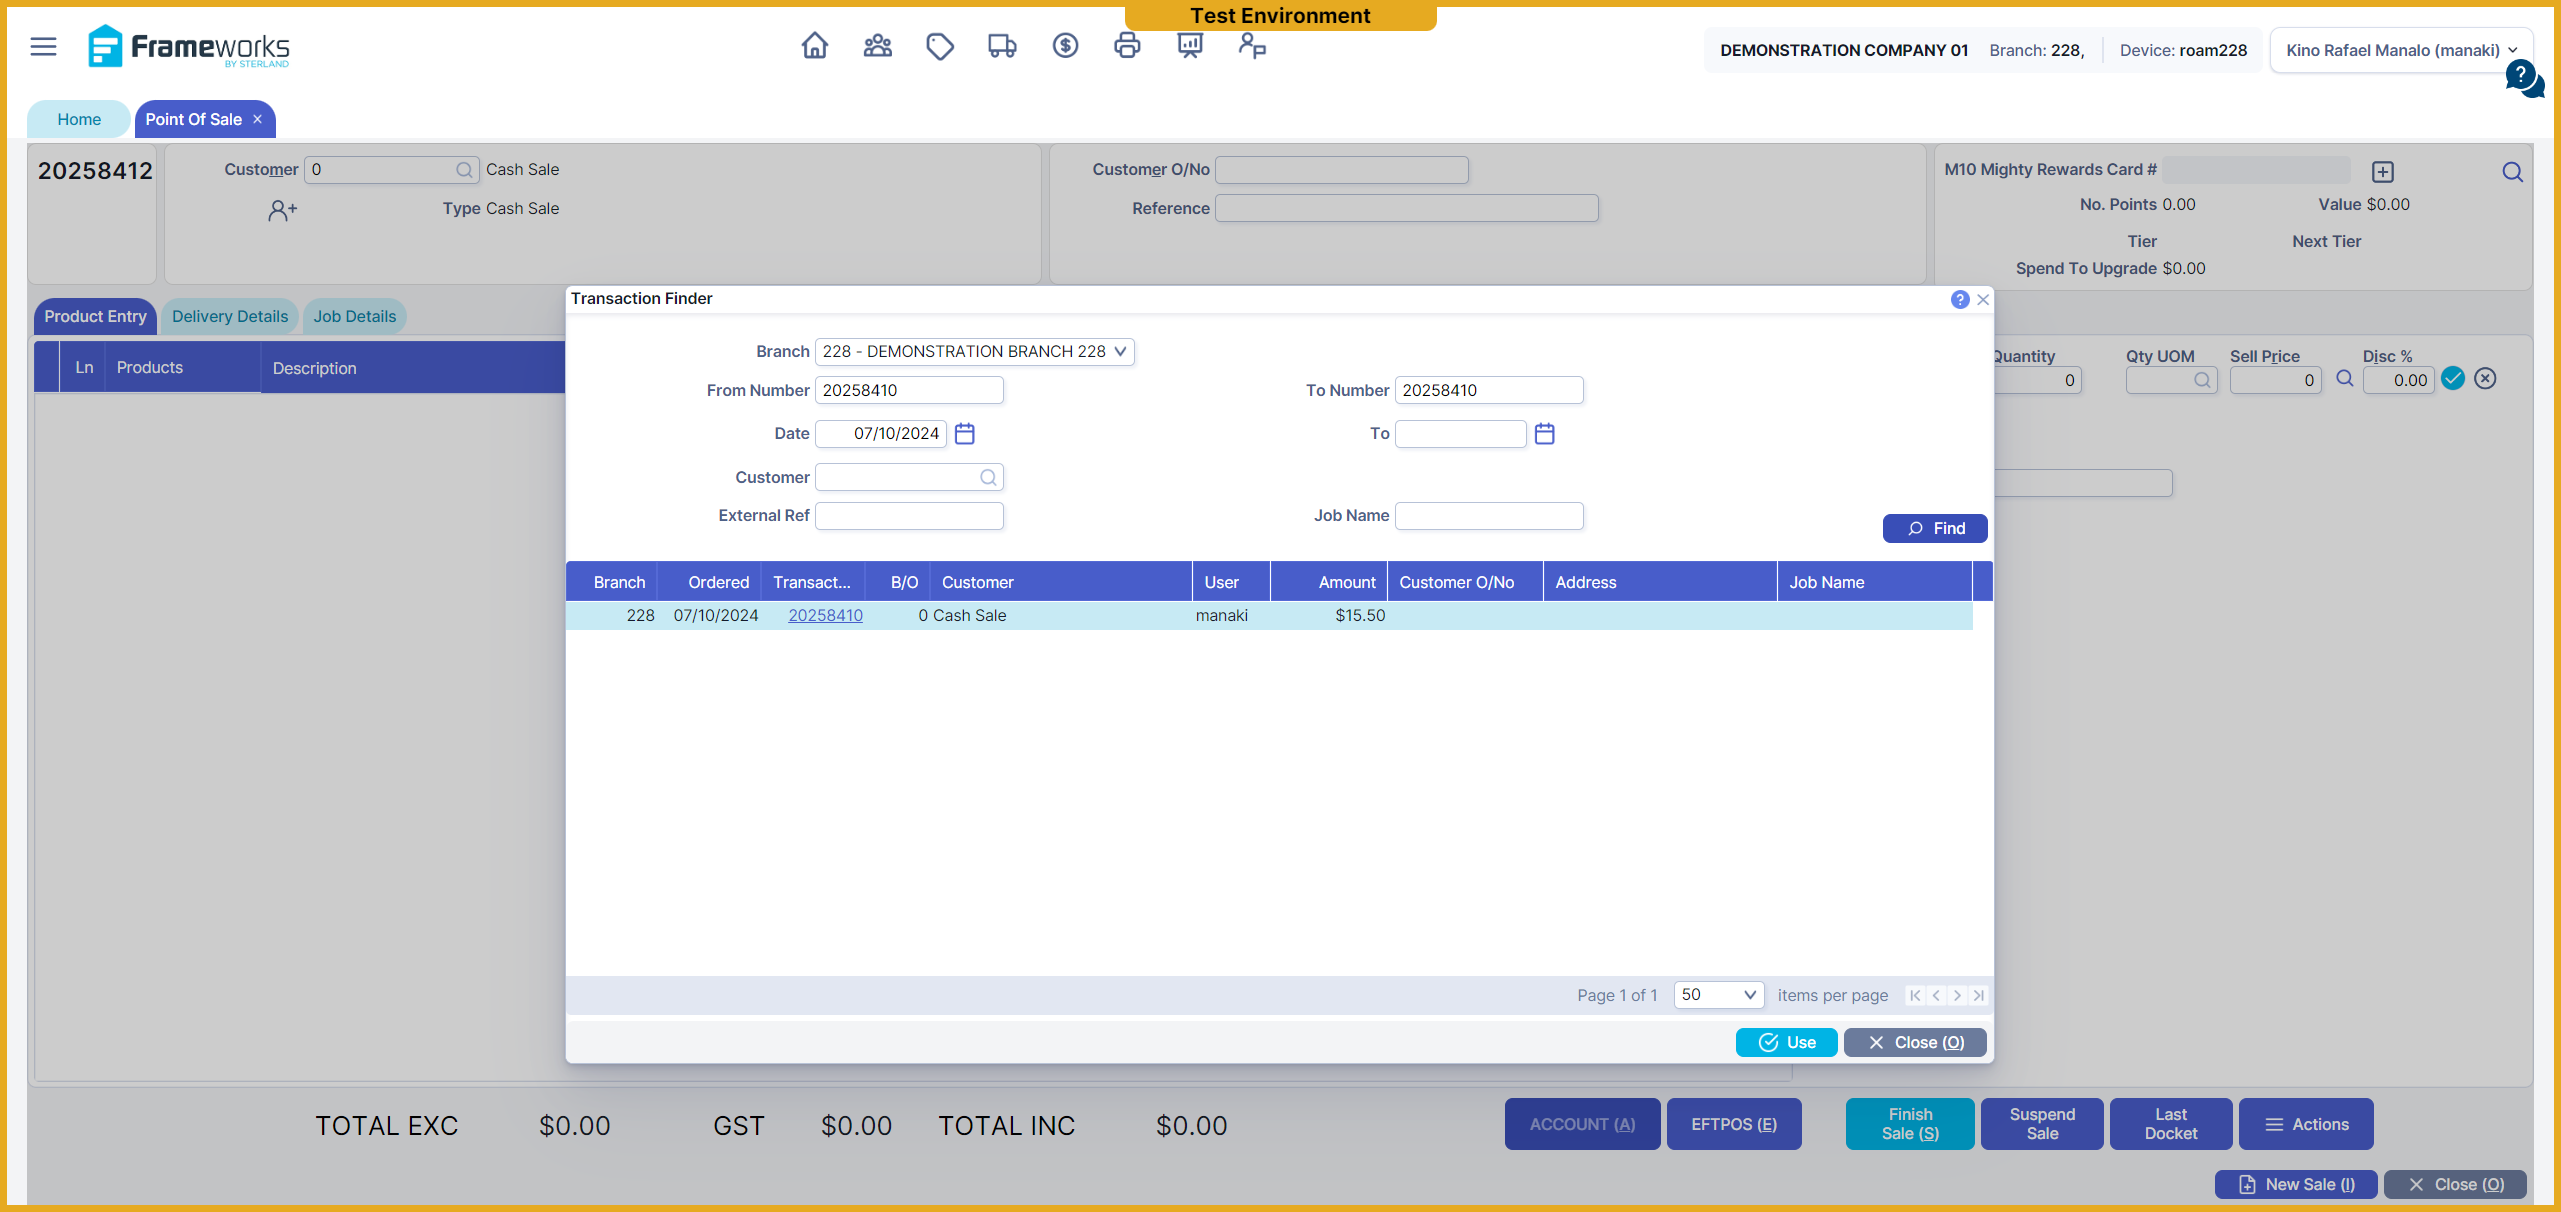 Test Environment
Frameworks
BY STERLAND
DEMONSTRATION COMPANY 01 Branch: 228, Device: roam228
Kino Rafael Manalo (manaki)
?
Home
Point Of Sale ×
20258412
Customer 0 Cash Sale
Type Cash Sale
Customer O/No
Reference
M10 Mighty Rewards Card #
No. Points 0.00 Value $0.00
Tier Next Tier
Spend To Upgrade $0.00
Product Entry Delivery Details Job Details
Ln Products Description
Quantity Qty UOM Sell Price Disc %
0 0 0.00
Transaction Finder
?
Branch 228 - DEMONSTRATION BRANCH 228
From Number 20258410 To Number 20258410
Date 07/10/2024 To
Customer
External Ref Job Name
Find
Branch Ordered Transact... B/O Customer User Amount Customer O/No Address Job Name
228 07/10/2024 20258410 0 Cash Sale manaki $15.50
Page 1 of 1 50 items per page
Use Close (O)
TOTAL EXC $0.00 GST $0.00 TOTAL INC $0.00
ACCOUNT (A) EFTPOS (E)
Finish
Sale (S)
Suspend
Sale
Last
Docket
Actions
New Sale (I) Close (O)